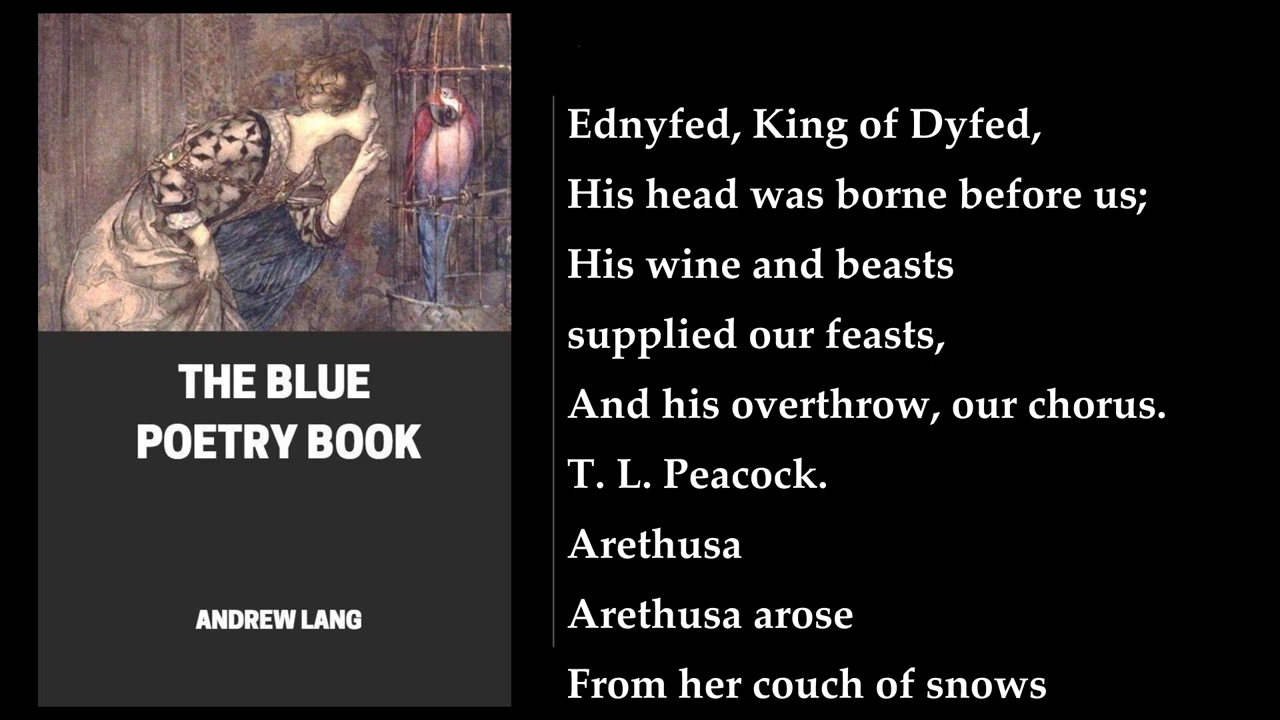 THE BLUE
POETRY BOOK
ANDREW LANG
Ednyfed, King of Dyfed,
His head was borne before us;
His wine and beasts
supplied our feasts,
And his overthrow, our chorus.
T. L. Peacock.
Arethusa
Arethusa arose
From her couch of snows